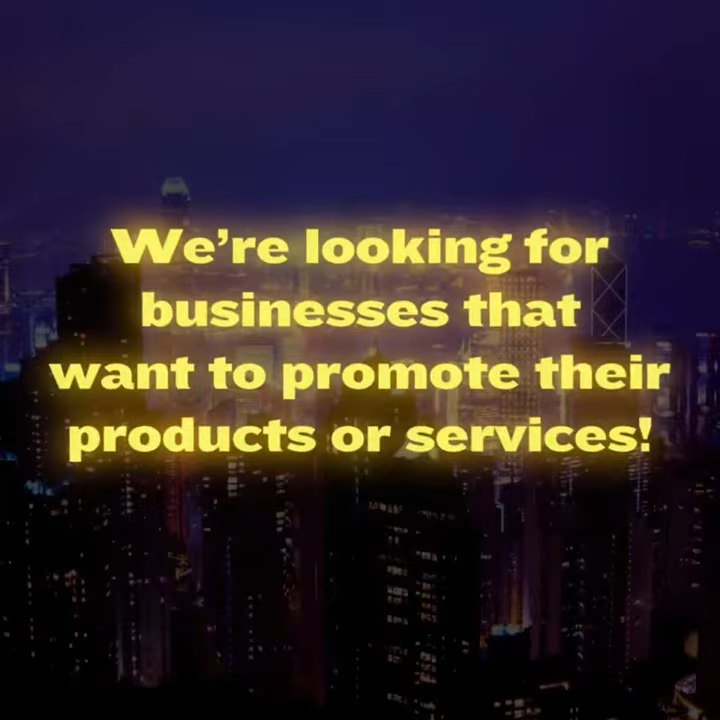 We’re looking for
businesses that
want to promote their
products or services!